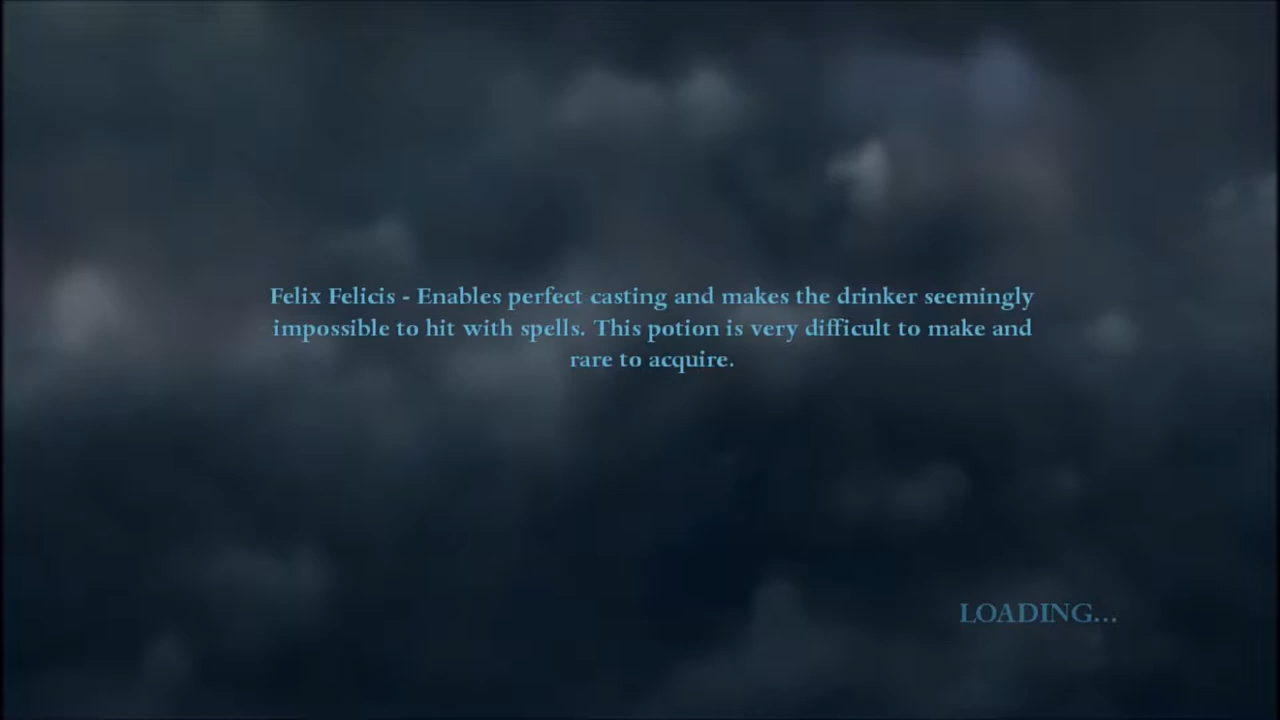 Felix Felicis - Enables perfect casting and makes the drinker seemingly
impossible to hit with spells. This potion is very difficult to make and
rare to acquire.
LOADING...